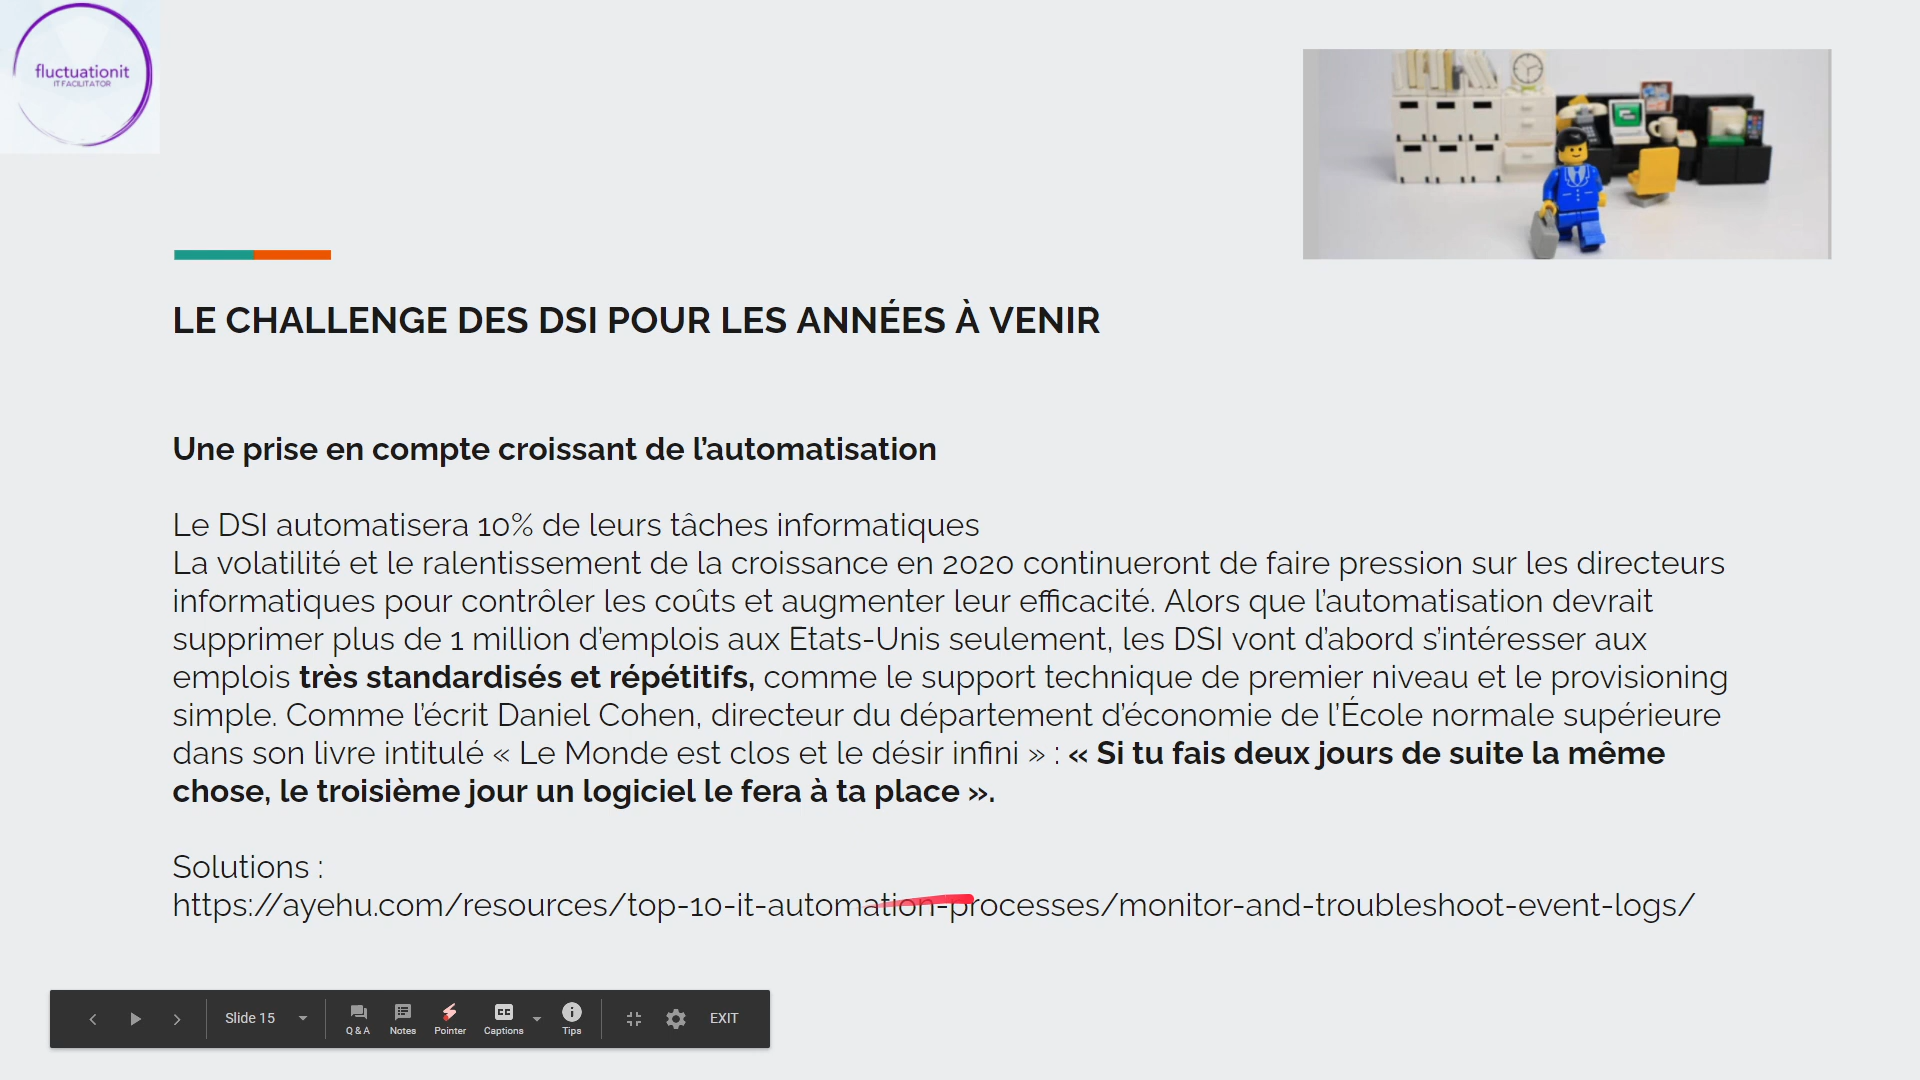 fluctuationit
IT FACILITATOR
LE CHALLENGE DES DSI POUR LES ANNÉES À VENIR
Une prise en compte croissant de l’automatisation
Le DSI automatisera 10% de leurs tâches informatiques
La volatilité et le ralentissement de la croissance en 2020 continueront de faire pression sur les directeurs
informatiques pour contrôler les coûts et augmenter leur efficacité. Alors que l’automatisation devrait
supprimer plus de 1 million d’emplois aux Etats-Unis seulement, les DSI vont d’abord s’intéresser aux
emplois très standardisés et répétitifs, comme le support technique de premier niveau et le provisioning
simple. Comme l’écrit Daniel Cohen, directeur du département d’économie de l’École normale supérieure
dans son livre intitulé « Le Monde est clos et le désir infini » : « Si tu fais deux jours de suite la même
chose, le troisième jour un logiciel le fera à ta place ».
Solutions :
https://ayehu.com/resources/top-10-it-automation-processes/monitor-and-troubleshoot-event-logs/
Slide 15
Q & A
Notes
Pointer
CC
Captions
Tips
EXIT